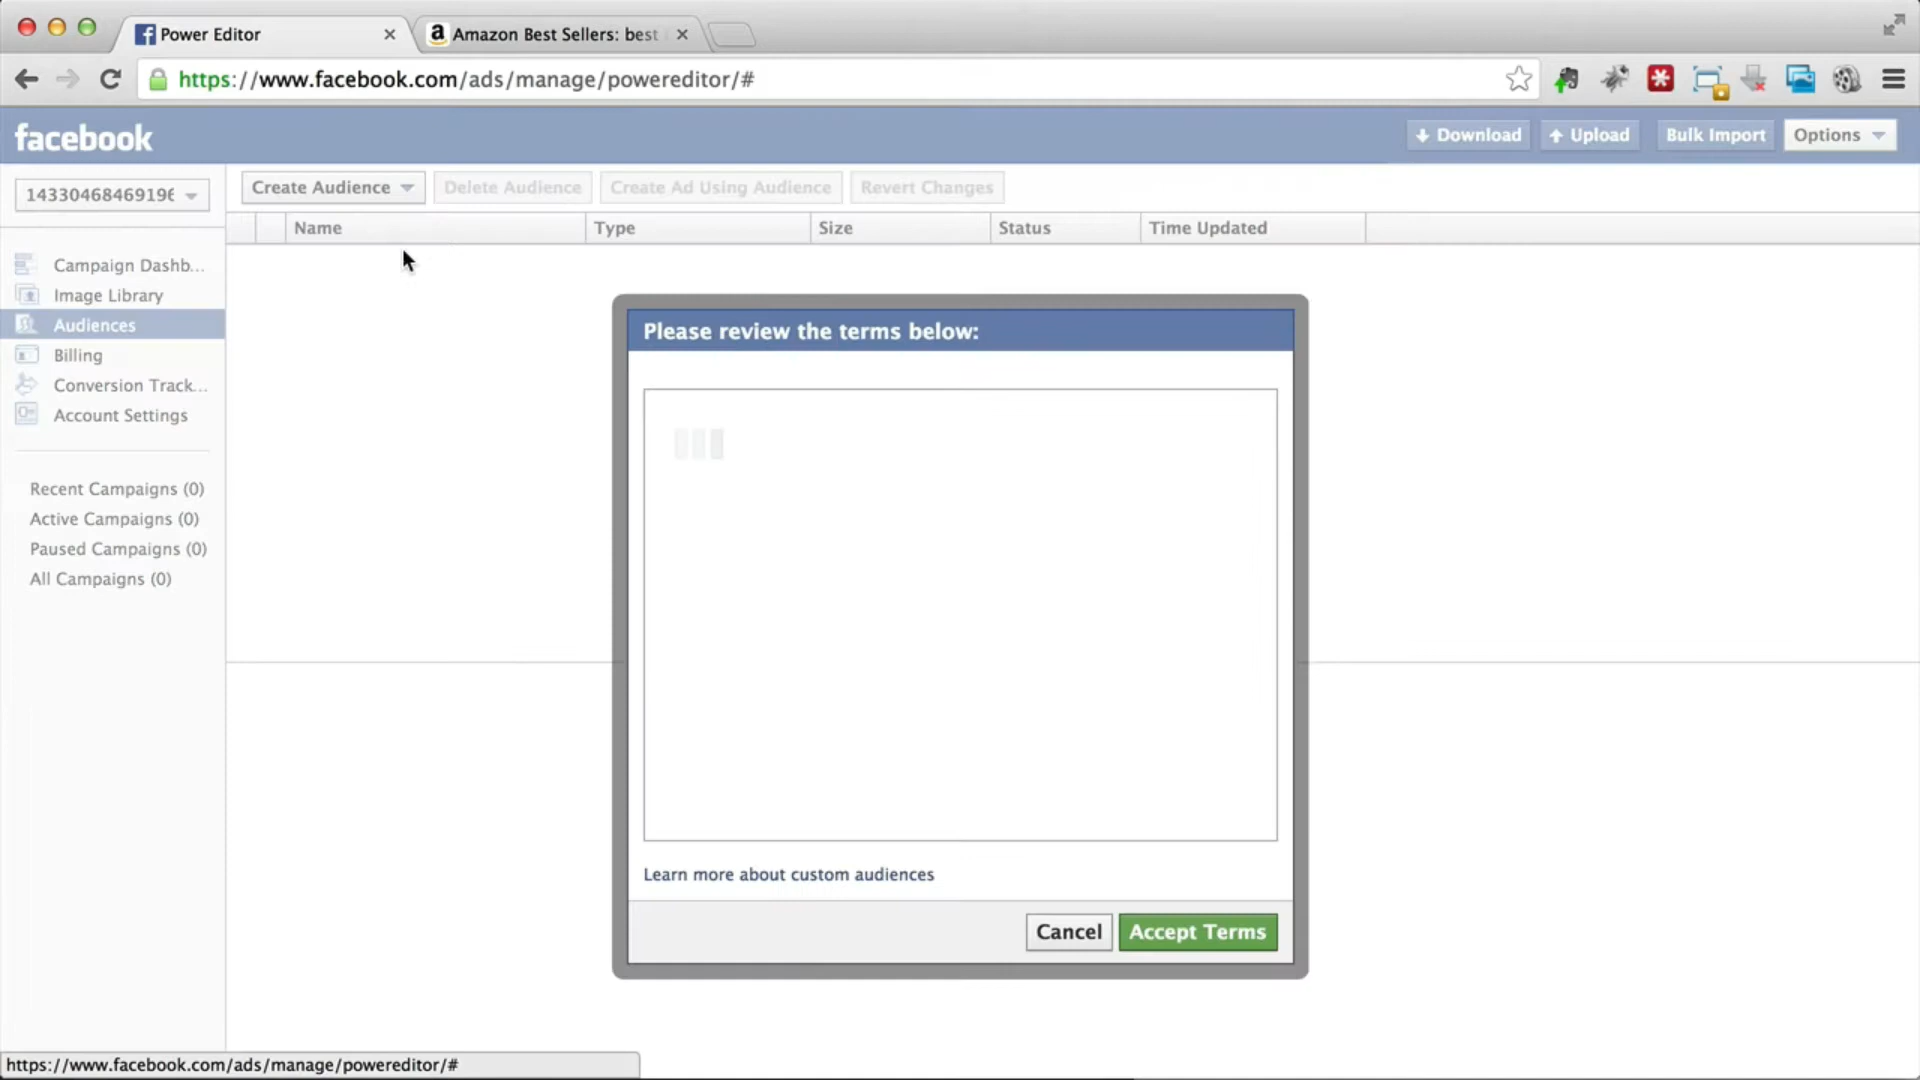 Power Editor
Amazon Best Sellers: best
https://www.facebook.com/ads/manage/powereditor/#
facebook
Download
Upload
Bulk Import
Options
14330468469196
Create Audience
Delete Audience
Create Ad Using Audience
Revert Changes
Name
Type
Size
Status
Time Updated
Campaign Dashb...
Image Library
Audiences
Billing
Conversion Track...
Account Settings
Recent Campaigns (0)
Active Campaigns (0)
Paused Campaigns (0)
All Campaigns (0)
Please review the terms below:
Learn more about custom audiences
Cancel
Accept Terms
https://www.facebook.com/ads/manage/powereditor/#